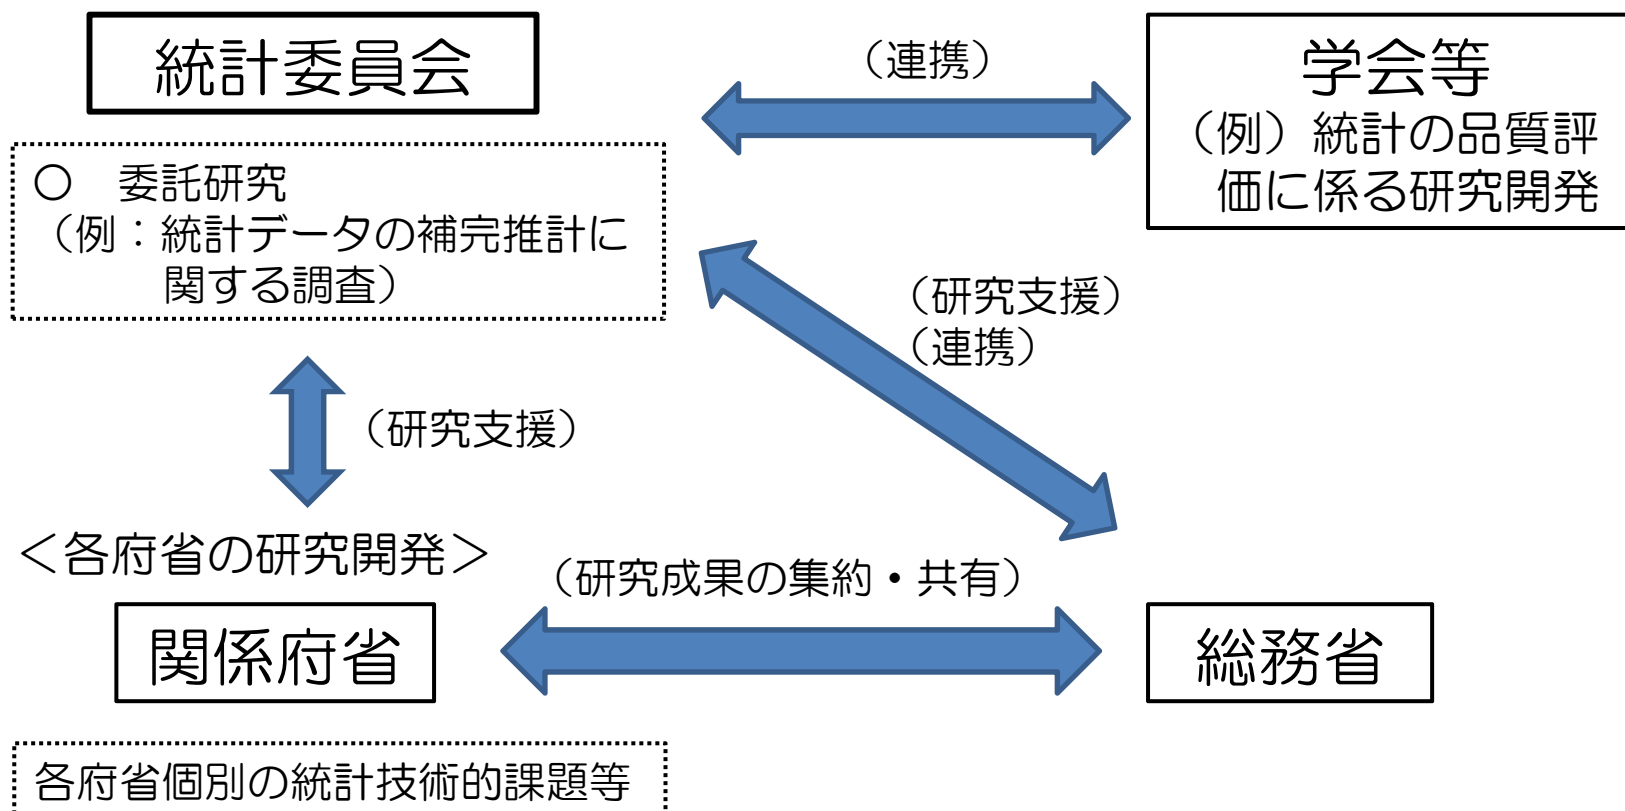 統計委員会
(連携)
学会等
(例)統計の品質評
価に係る研究開発
○ 委託研究
(例:統計データの補完推計に
関する調査)
(研究支援)
(連携)
(研究支援)
<各府省の研究開発>
(研究成果の集約・共有)
関係府省
総務省
各府省個別の統計技術的課題等